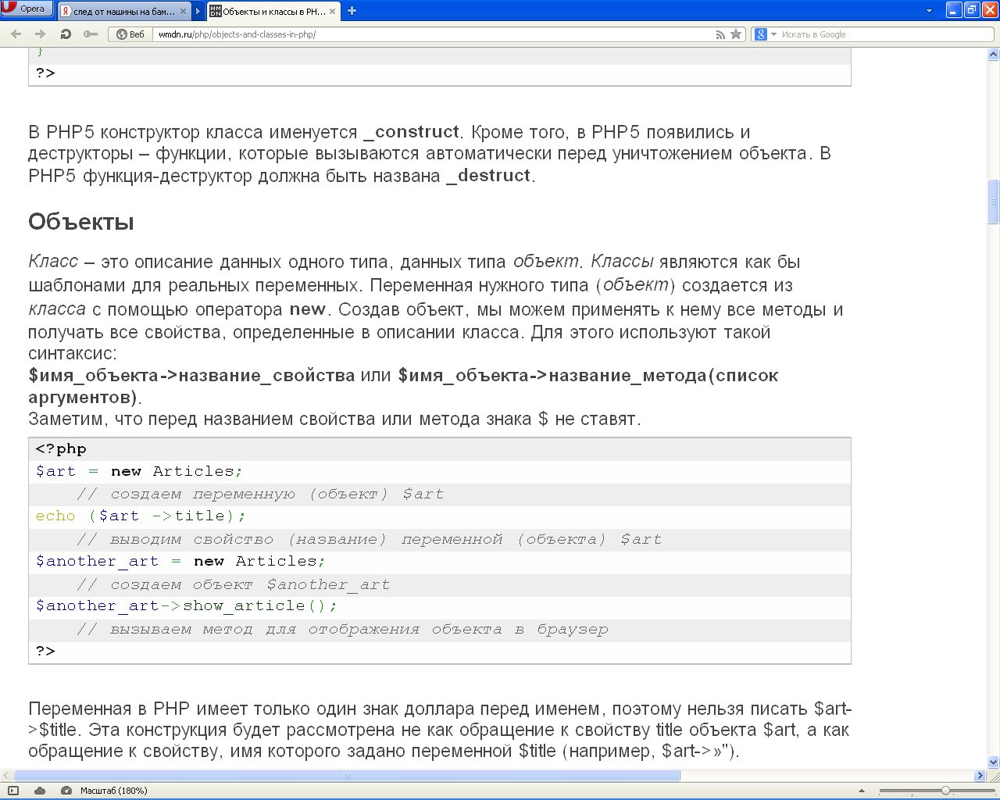 Opera
след от машины на бам...
Объекты и классы в PH...
Веб
wmdn.ru/php/objects-and-classes-in-php/
Искать в Google
}
?>
В PHP5 конструктор класса именуется _construct. Кроме того, в PHP5 появились и
деструкторы – функции, которые вызываются автоматически перед уничтожением объекта. В
PHP5 функция-деструктор должна быть названа _destruct.
Объекты
Класс – это описание данных одного типа, данных типа объект. Классы являются как бы
шаблонами для реальных переменных. Переменная нужного типа (объект) создается из
класса с помощью оператора new. Создав объект, мы можем применять к нему все методы и
получать все свойства, определенные в описании класса. Для этого используют такой
синтаксис:
$имя_объекта->название_свойства или $имя_объекта->название_метода(список
аргументов).
Заметим, что перед названием свойства или метода знака $ не ставят.
<?php
$art = new Articles;
// создаем переменную (объект) $art
echo ($art ->title);
// выводим свойство (название) переменной (объекта) $art
$another_art = new Articles;
// создаем объект $another_art
$another_art->show_article();
// вызываем метод для отображения объекта в браузер
?>
Переменная в PHP имеет только один знак доллара перед именем, поэтому нельзя писать $art-
>$title. Эта конструкция будет рассмотрена не как обращение к свойству title объекта $art, а как
обращение к свойству, имя которого задано переменной $title (например, $art->»").
Масштаб (180%)